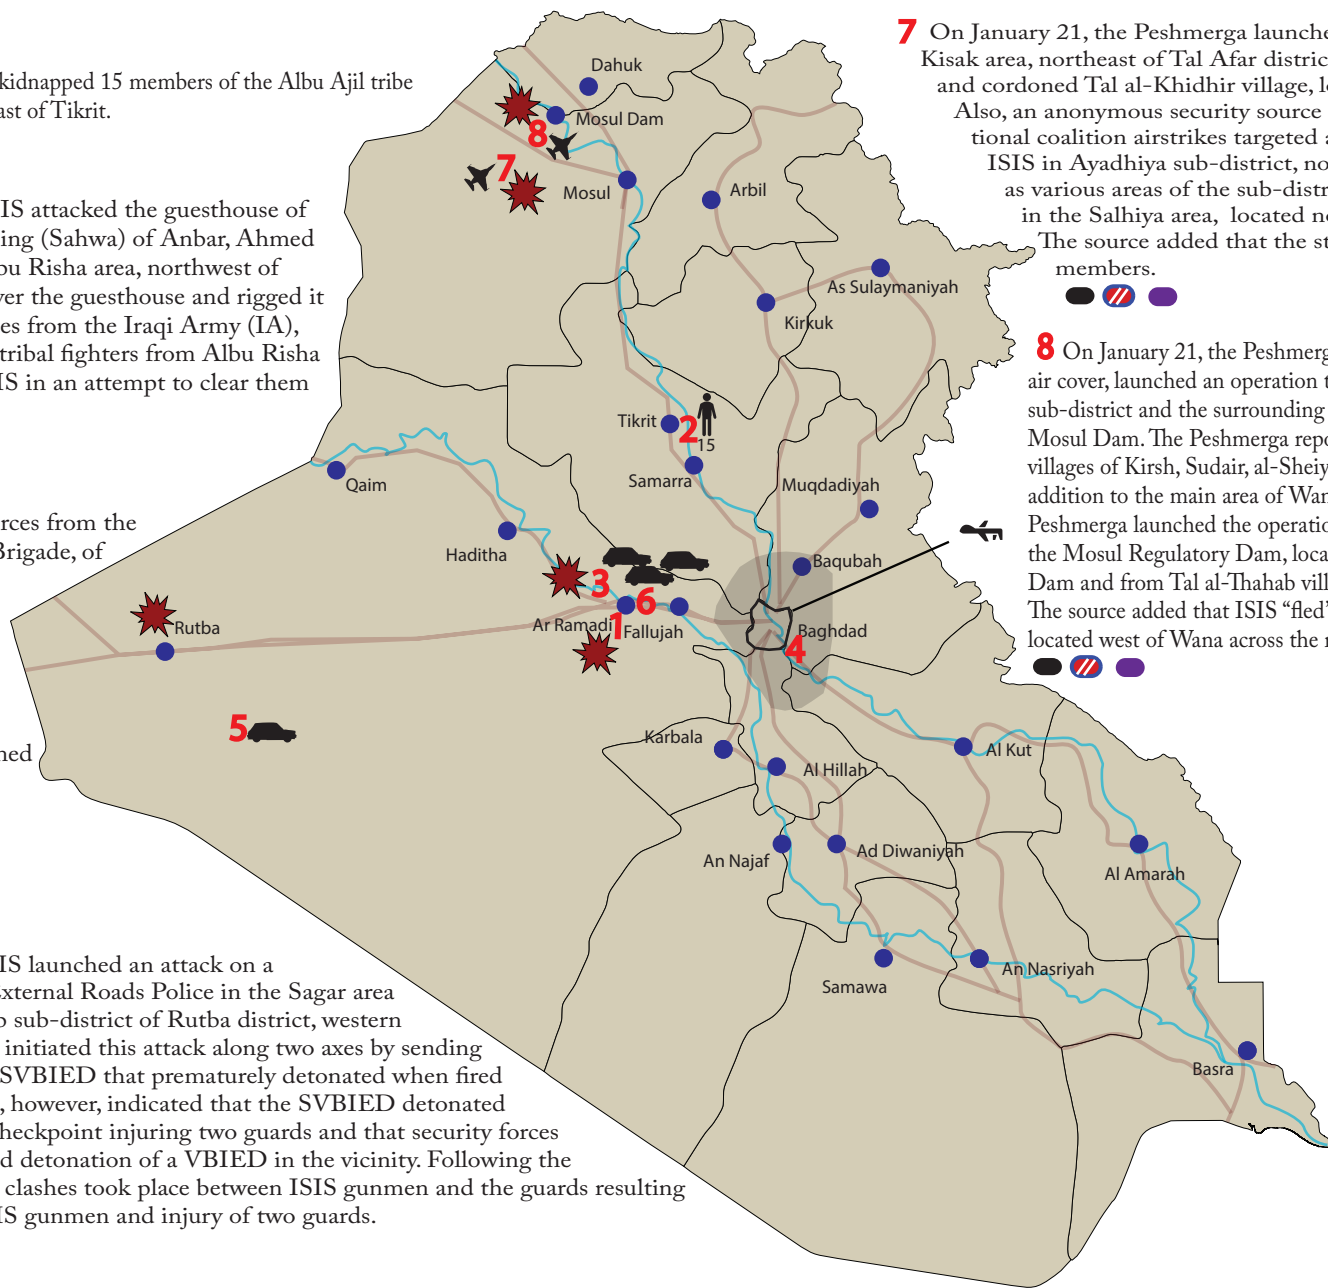 kidnapped 15 members of the Albu Ajil tribe
ast of Tikrit.
IS attacked the guesthouse of
ing (Sahwa) of Anbar, Ahmed
bu Risha area, northwest of
ver the guesthouse and rigged it
es from the Iraqi Army (IA),
tribal fighters from Albu Risha
IS in an attempt to clear them
rces from the
Brigade, of
ned
IS launched an attack on a
External Roads Police in the Sagar area
b sub-district of Rutba district, western
initiated this attack along two axes by sending
SVBIED that prematurely detonated when fired
, however, indicated that the SVBIED detonated
heckpoint injuring two guards and that security forces
d detonation of a VBIED in the vicinity. Following the
clashes took place between ISIS gunmen and the guards resulting
IS gunmen and injury of two guards.
Dahuk
Mosul Dam
8
7
Mosul
Arbil
As Sulaymaniyah
Kirkuk
Tikrit
2
15
Samarra
Muqdadiyah
Qaim
Haditha
Baqubah
3
6
Ar Ramadi
1
Fallujah
Baghdad
4
Rutba
5
Karbala
Al Hillah
Al Kut
An Najaf
Ad Diwaniyah
Al Amarah
Samawa
An Nasriyah
Basra
7 On January 21, the Peshmerga launche
Kisak area, northeast of Tal Afar distric
and cordoned Tal al-Khidhir village, l
Also, an anonymous security source
tional coalition airstrikes targeted a
ISIS in Ayadhiya sub-district, no
as various areas of the sub-distr
in the Salhiya area, located n
The source added that the st
members.
8 On January 21, the Peshmerg
air cover, launched an operation t
sub-district and the surrounding
Mosul Dam. The Peshmerga repo
villages of Kirsh, Sudair, al-Sheiy
addition to the main area of Wan
Peshmerga launched the operatio
the Mosul Regulatory Dam, loca
Dam and from Tal al-Thahab vill
The source added that ISIS “fled”
located west of Wana across the r